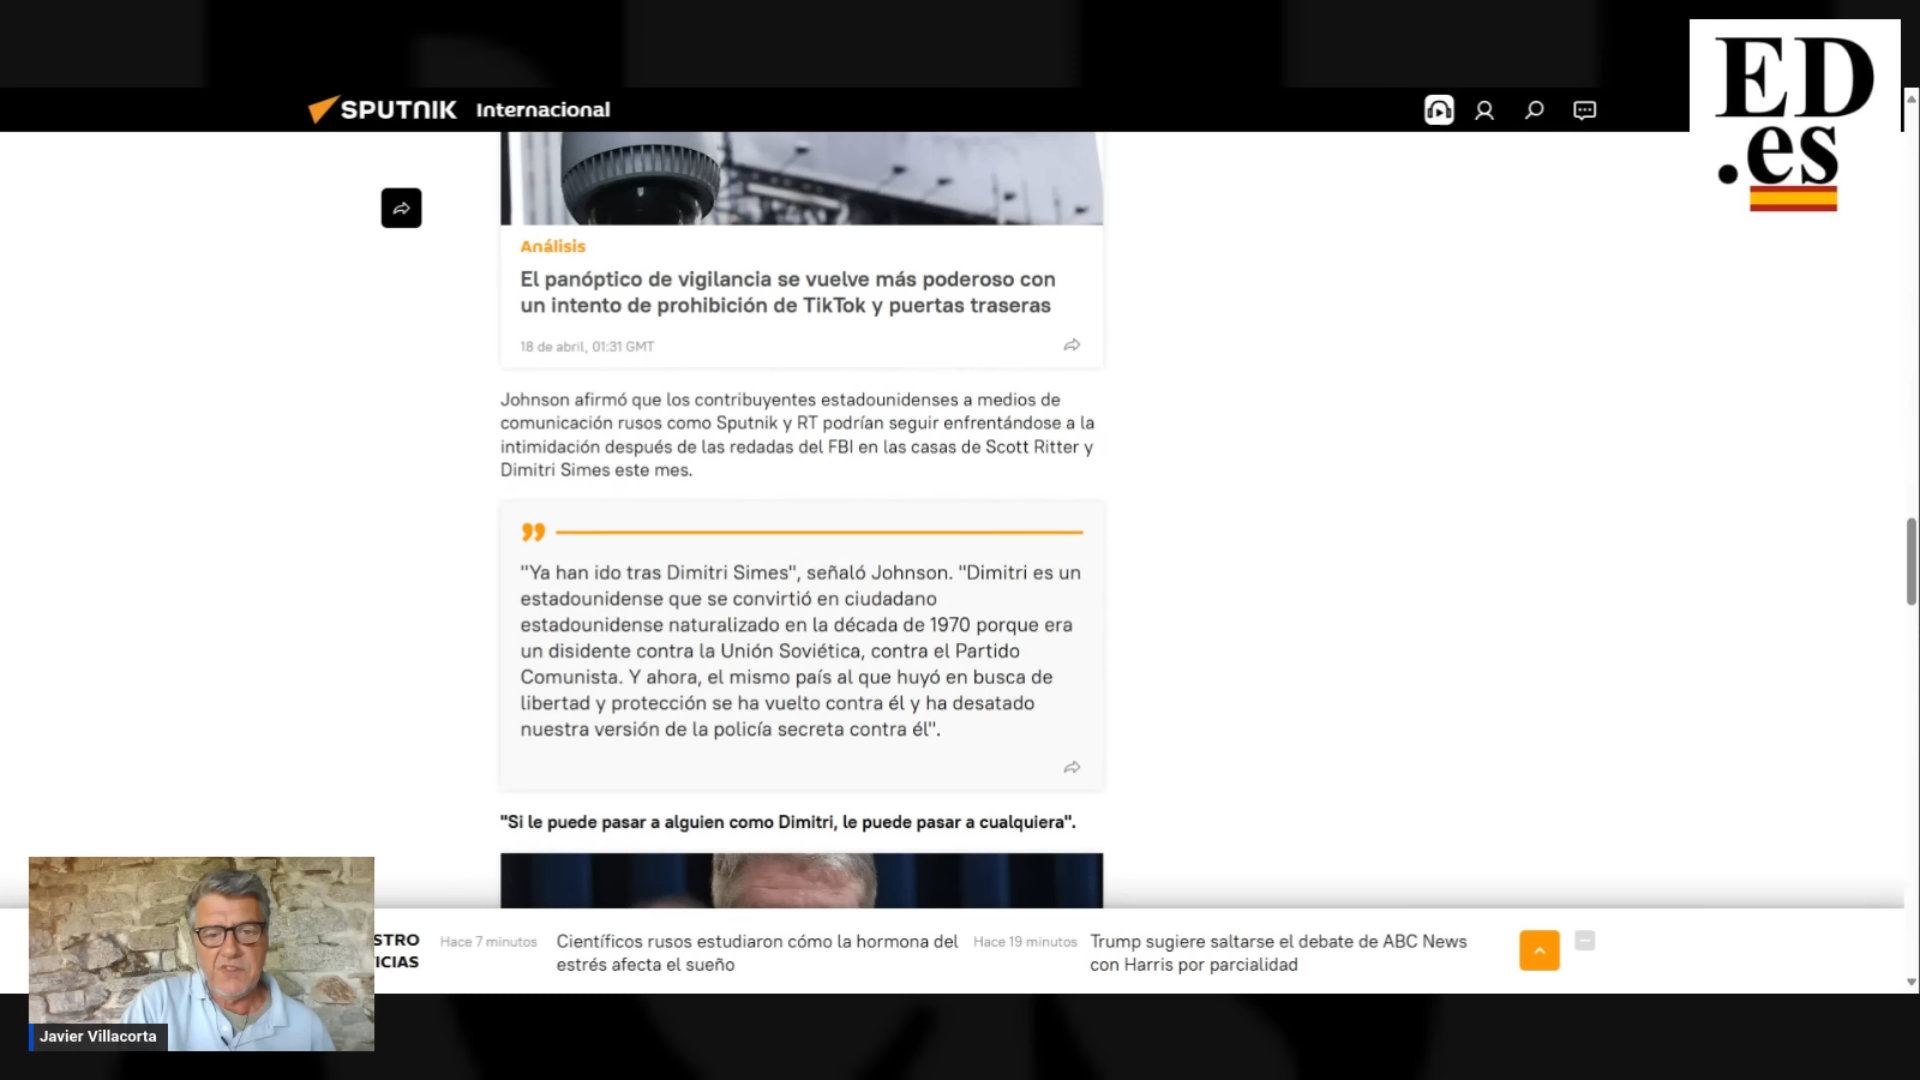 SPUTNIK Internacional
ED
.es
Análisis
El panóptico de vigilancia se vuelve más poderoso con
un intento de prohibición de TikTok y puertas traseras
18 de abril, 01:31 GMT
Johnson afirmó que los contribuyentes estadounidenses a medios de
comunicación rusos como Sputnik y RT podrían seguir enfrentándose a la
intimidación después de las redadas del FBI en las casas de Scott Ritter y
Dimitri Simes este mes.
"Ya han ido tras Dimitri Simes", señaló Johnson. "Dimitri es un
estadounidense que se convirtió en ciudadano
estadounidense naturalizado en la década de 1970 porque era
un disidente contra la Unión Soviética, contra el Partido
Comunista. Y ahora, el mismo país al que huyó en busca de
libertad y protección se ha vuelto contra él y ha desatado
nuestra versión de la policía secreta contra él".
"Si le puede pasar a alguien como Dimitri, le puede pasar a cualquiera".
STRO
ICIAS
Hace 7 minutos
Científicos rusos estudiaron cómo la hormona del
estrés afecta el sueño
Hace 19 minutos
Trump sugiere saltarse el debate de ABC News
con Harris por parcialidad
Javier Villacorta